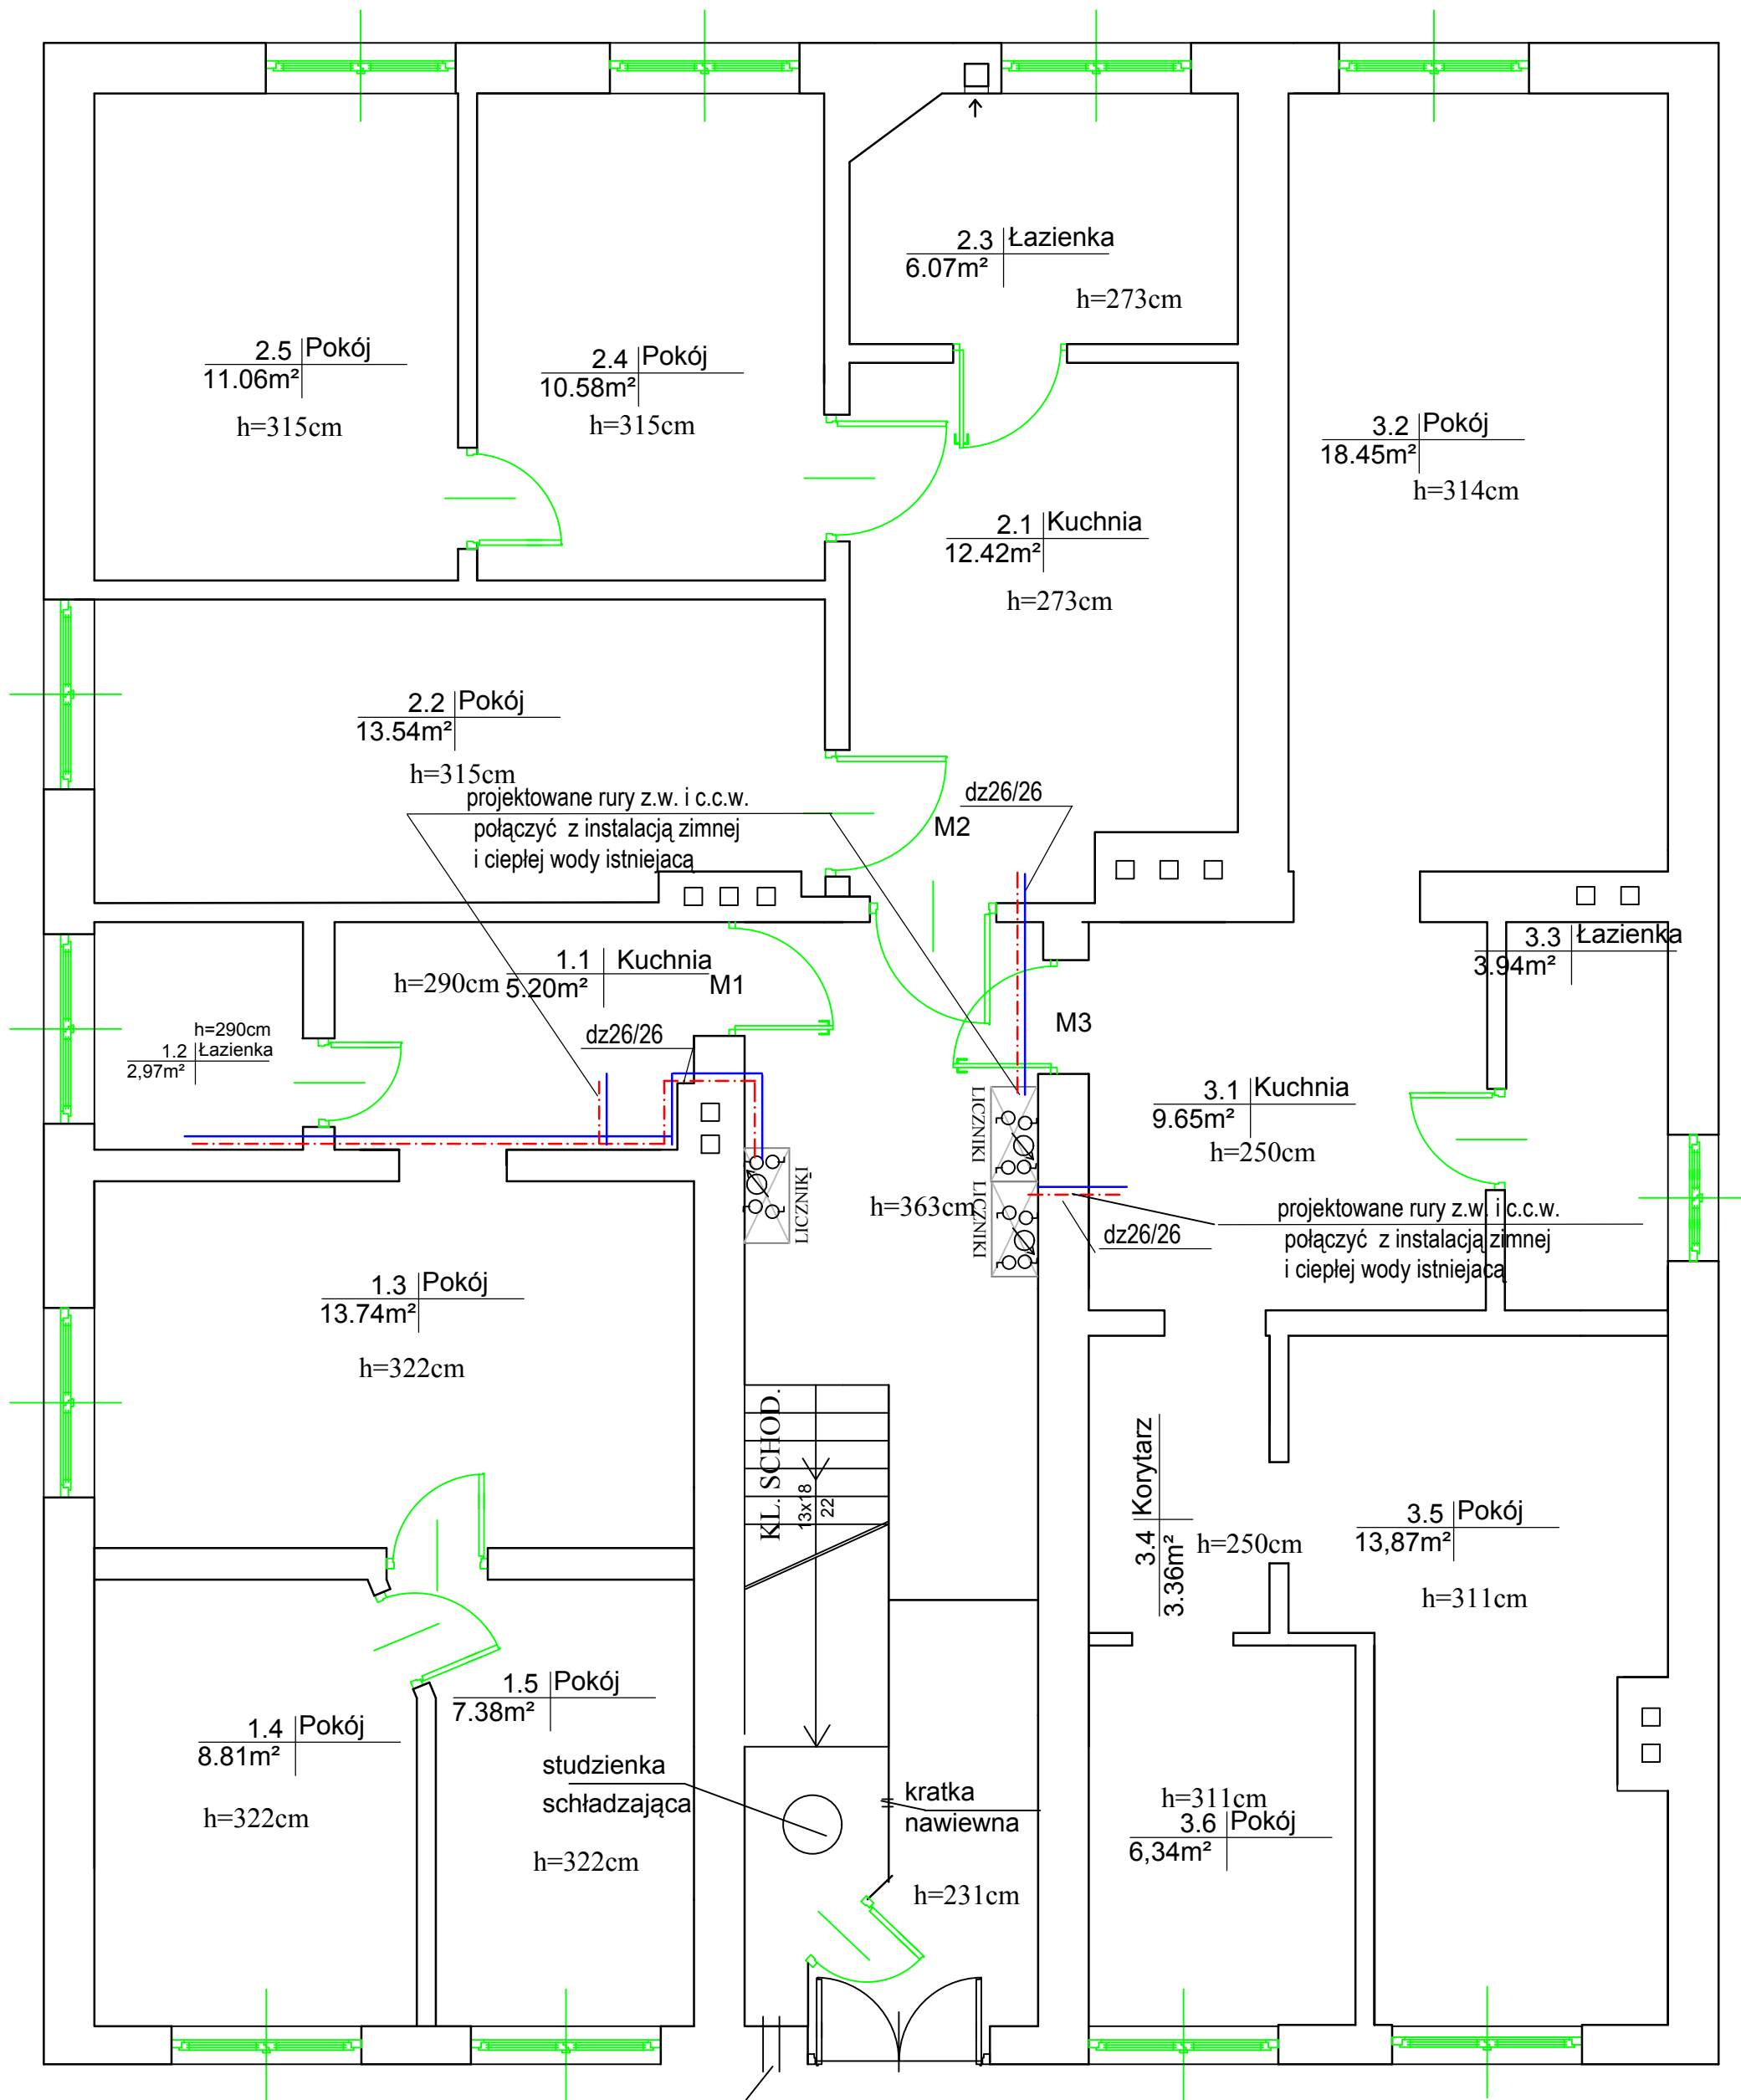 2.3 Łazienka
6.07m²
h=273cm
2.5 Pokój
11.06m²
h=315cm
2.4 Pokój
10.58m²
h=315cm
3.2 Pokój
18.45m²
h=314cm
2.1 Kuchnia
12.42m²
h=273cm
2.2 Pokój
13.54m²
h=315cm
projektowane rury z.w. i c.c.w.
połączyć z instalacją zimnej
i ciepłej wody istniejacą
dz26/26
M2
1.1 Kuchnia
5.20m²
h=290cm
M1
3.3 Łazienka
3.94m²
h=290cm
1.2 Łazienka
2,97m²
dz26/26
M3
LICZNIKI
3.1 Kuchnia
9.65m²
h=250cm
LICZNIKI
LICZNIKI
h=363cm
dz26/26
projektowane rury z.w. i c.c.w.
połączyć z instalacją zimnej
i ciepłej wody istniejacą
1.3 Pokój
13.74m²
h=322cm
KL. SCHOD.
13x18
22
3.4 Korytarz
3.36m²
h=250cm
3.5 Pokój
13,87m²
h=311cm
1.5 Pokój
7.38m²
h=322cm
1.4 Pokój
8.81m²
h=322cm
studzienka
schładzająca
kratka
nawiewna
h=231cm
h=311cm
3.6 Pokój
6,34m²